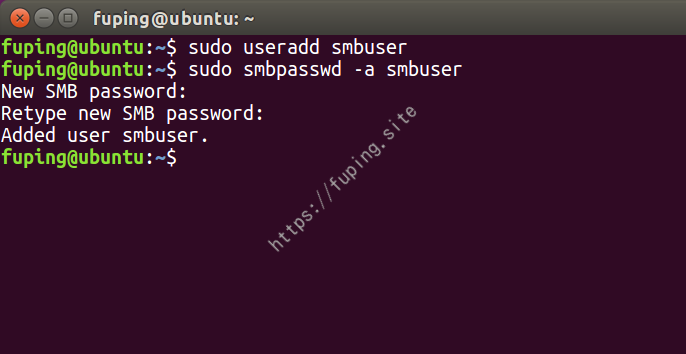 fuping@ubuntu: ~
fuping@ubuntu:~$ sudo useradd smbuser
fuping@ubuntu:~$ sudo smbpasswd -a smbuser
New SMB password:
Retype new SMB password:
Added user smbuser.
fuping@ubuntu:~$
https://fuping.site